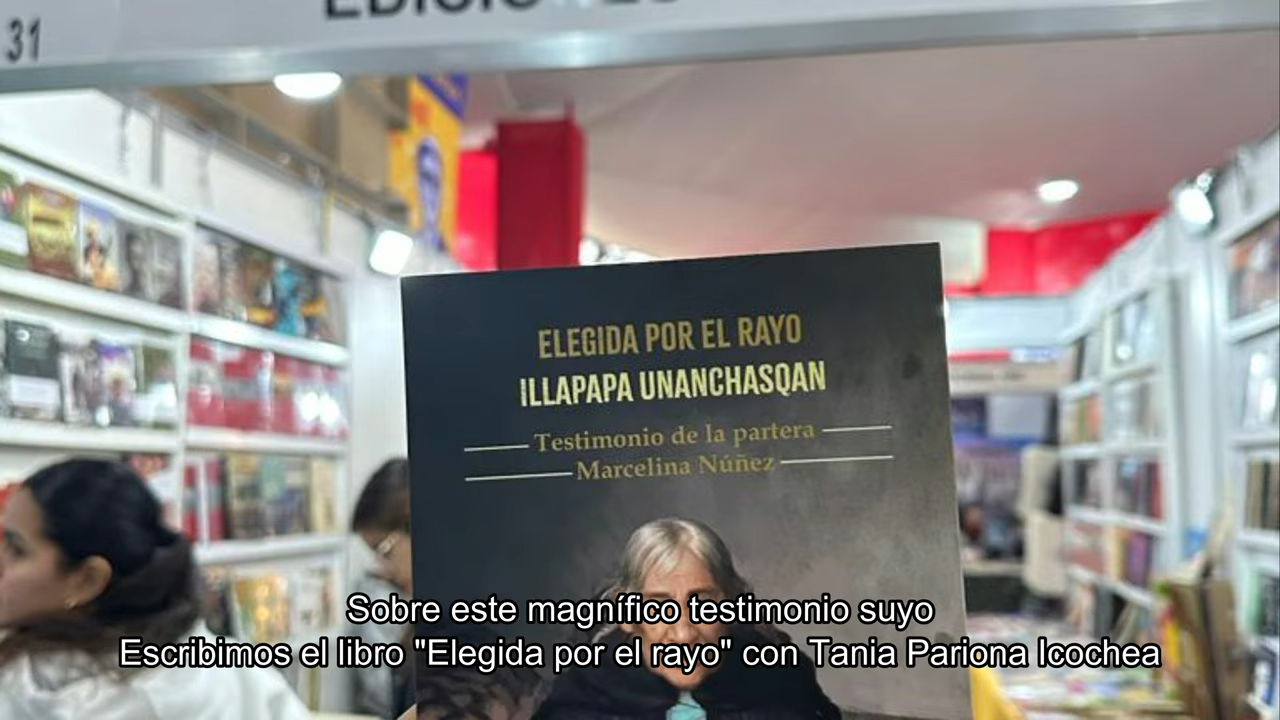 31
ELEGIDA POR EL RAYO
ILLAPAPA UNANCHASQAN
Testimonio de la partera
Marcelina Núñez
Sobre este magnífico testimonio suyo
Escribimos el libro "Elegida por el rayo" con Tania Pariona Icochea